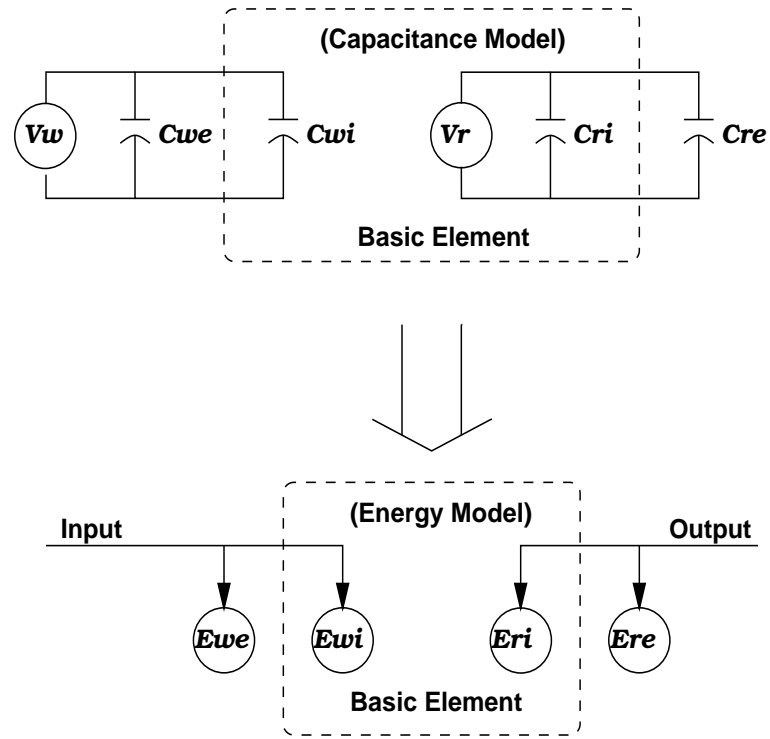 (Capacitance Model)
Vw Cwe Cwi Vr Cri Cre
Basic Element
(Energy Model)
Input Output
Ewe Ewi Eri Ere
Basic Element